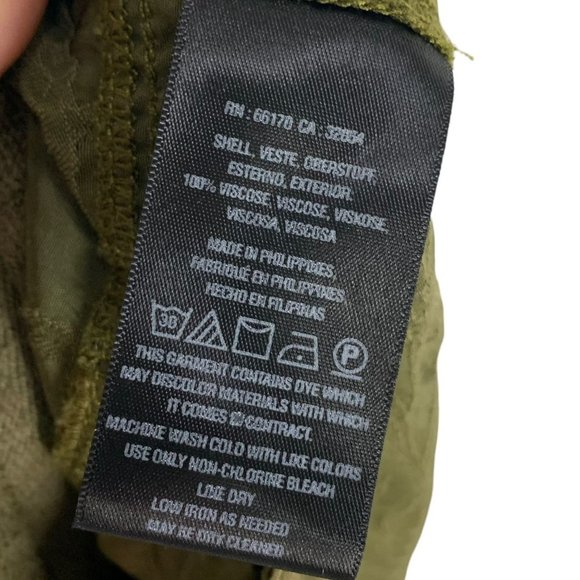 RN : 66170 CA : 32654
SHELL, VESTE, OBERSTOFF,
ESTERNO, EXTERIOR.
100% VISCOSE, VISCOSE, VISKOSE,
VISCOSA, VISCOSA
MADE IN PHILIPPINES,
FABRIQUÉ EN PHILIPPINES,
HECHO EN FILIPINAS
30 P
THIS GARMENT CONTAINS DYE WHICH
MAY DISCOLOR MATERIALS WITH WHICH
IT COMES IN CONTRACT.
MACHINE WASH COLD WITH LIKE COLORS
USE ONLY NON-CHLORINE BLEACH
LINE DRY
LOW IRON AS NEEDED
MAY BE DRY CLEANED